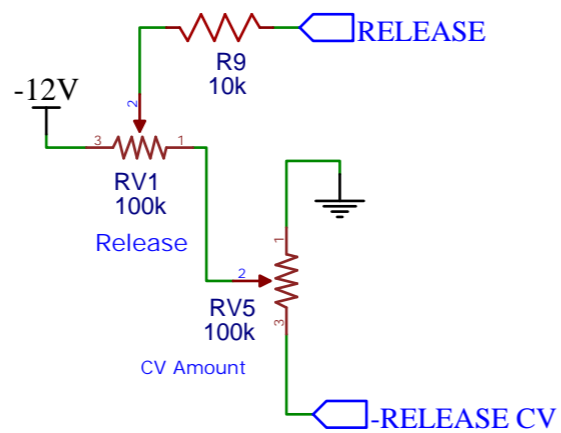 RELEASE
R9
10k
-12V
2
3
1
RV1
100k
Release
1
2
RV5
100k
3
CV Amount
-RELEASE CV